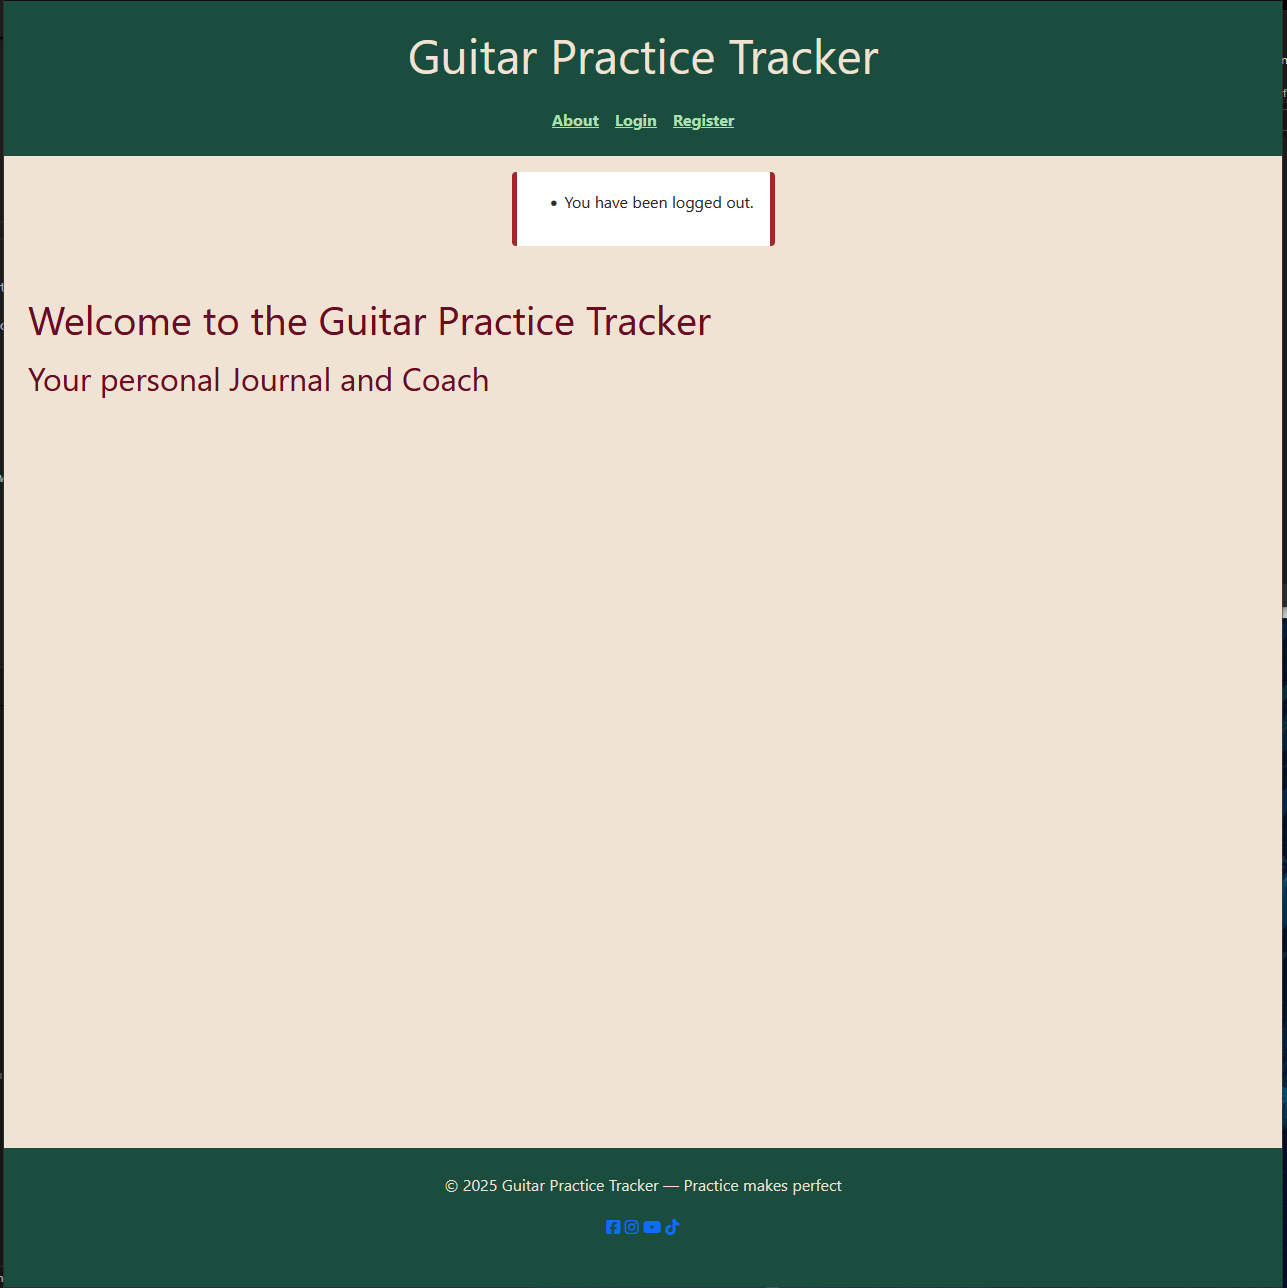 Guitar Practice Tracker
About Login Register
• You have been logged out.
Welcome to the Guitar Practice Tracker
Your personal Journal and Coach
© 2025 Guitar Practice Tracker — Practice makes perfect